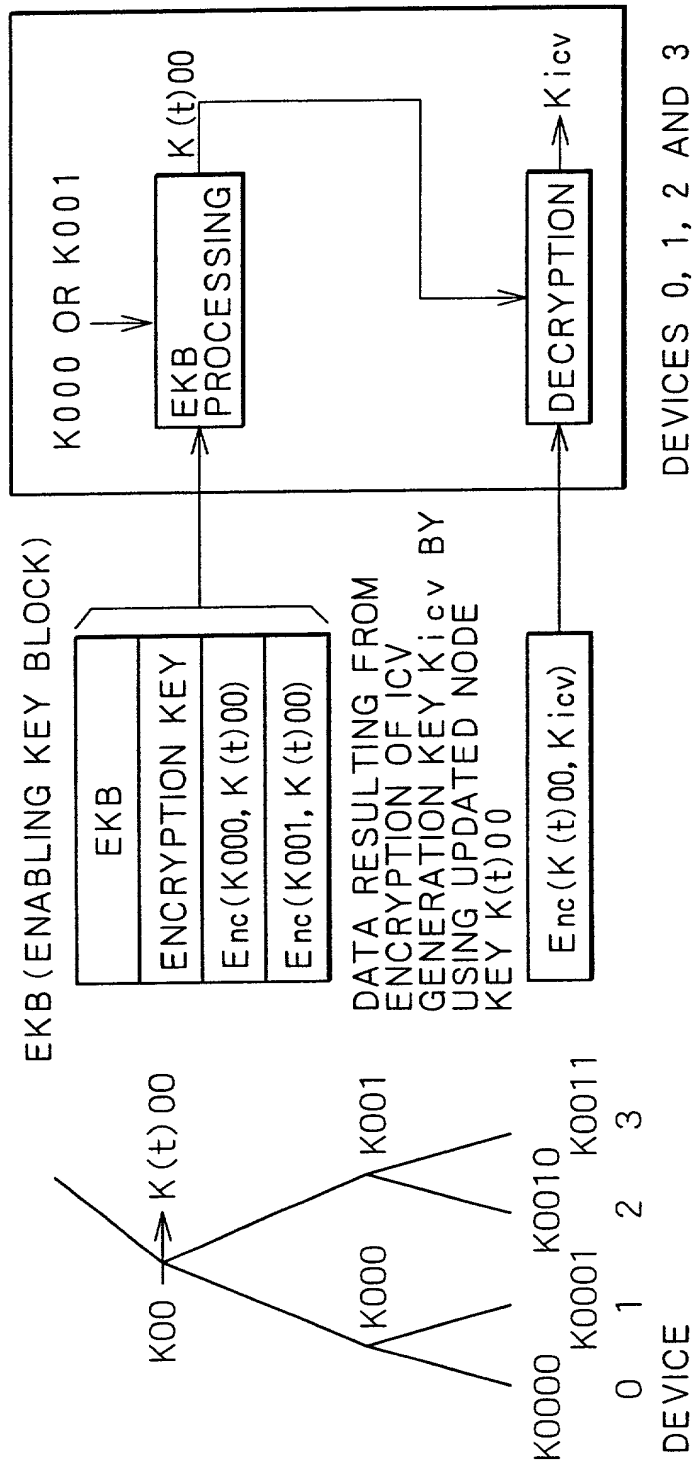 K00
K(t)00
K000
K001
K0000
K0001
K0010
K0011
0
1
2
3
DEVICE
EKB (ENABLING KEY BLOCK)
EKB
ENCRYPTION KEY
Enc(K000, K(t)00)
Enc(K001, K(t)00)
DATA RESULTING FROM
ENCRYPTION OF ICV
GENERATION KEY Kicv BY
USING UPDATED NODE
KEY K(t)00
Enc(K(t)00, Kicv)
K000 OR K001
EKB
PROCESSING
K(t)00
DECRYPTION
Kicv
DEVICES 0, 1, 2 AND 3